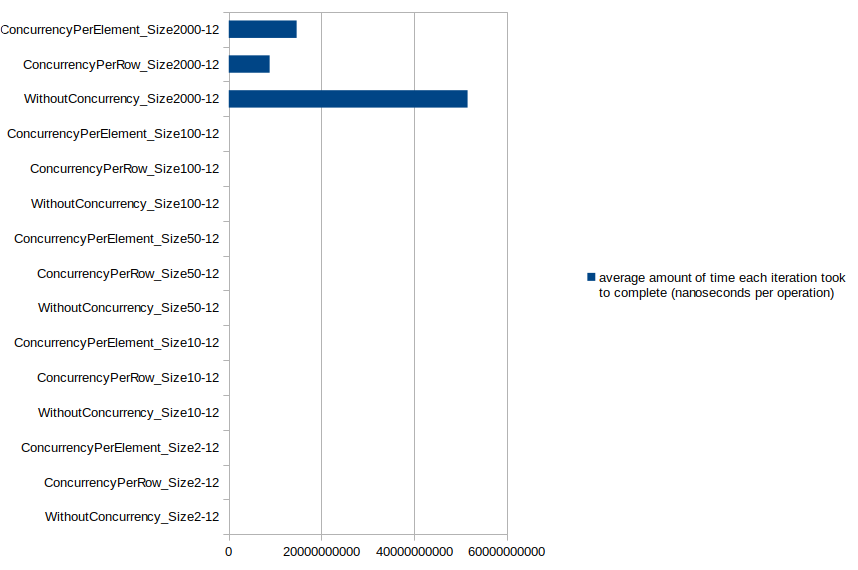 ConcurrencyPerElement_Size2000-12
ConcurrencyPerRow_Size2000-12
WithoutConcurrency_Size2000-12
ConcurrencyPerElement_Size100-12
ConcurrencyPerRow_Size100-12
WithoutConcurrency_Size100-12
ConcurrencyPerElement_Size50-12
ConcurrencyPerRow_Size50-12
WithoutConcurrency_Size50-12
ConcurrencyPerElement_Size10-12
ConcurrencyPerRow_Size10-12
WithoutConcurrency_Size10-12
ConcurrencyPerElement_Size2-12
ConcurrencyPerRow_Size2-12
WithoutConcurrency_Size2-12
0 20000000000 40000000000 60000000000
average amount of time each iteration took
to complete (nanoseconds per operation)